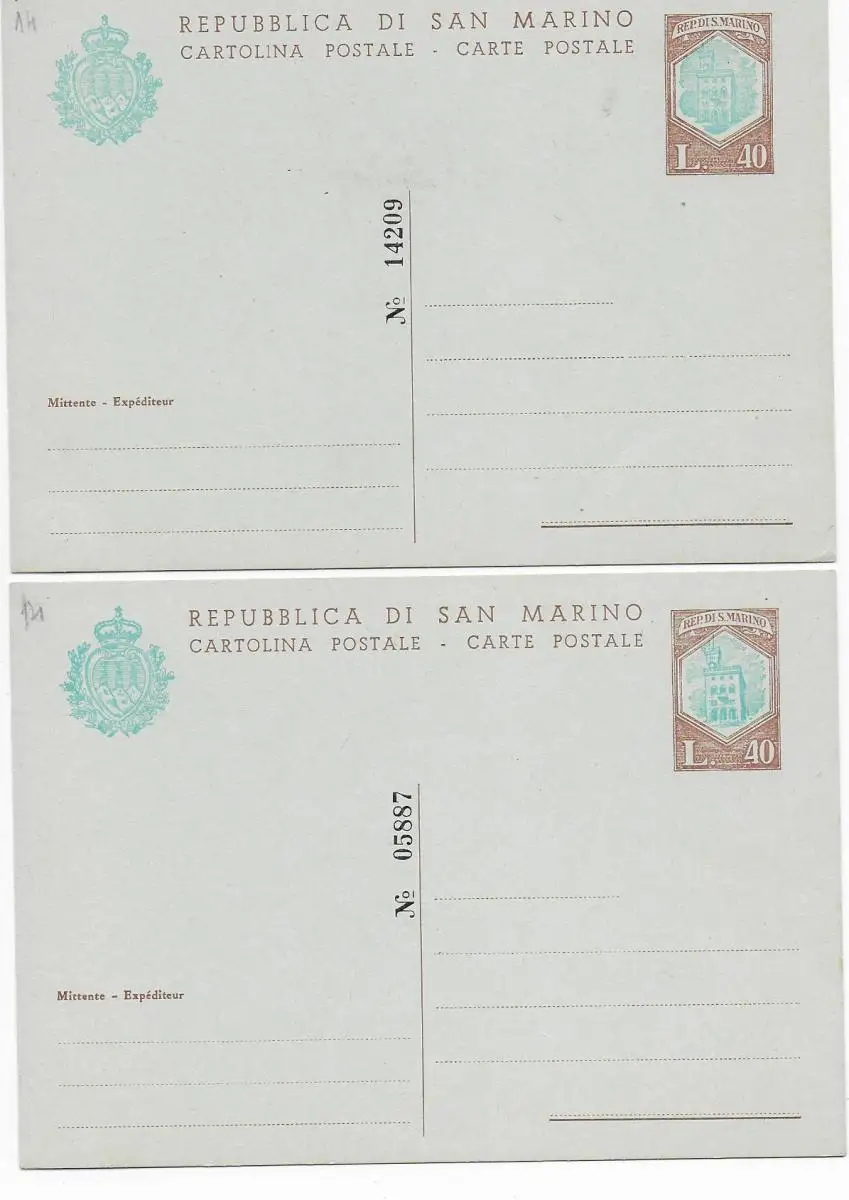 REPUBBLICA DI SAN MARINO
CARTOLINA POSTALE - CARTE POSTALE
REP. DI S. MARINO
L. 40
№ 14209
Mittente - Expéditeur
REPUBBLICA DI SAN MARINO
CARTOLINA POSTALE - CARTE POSTALE
REP. DI S. MARINO
L. 40
№ 05887
Mittente - Expéditeur